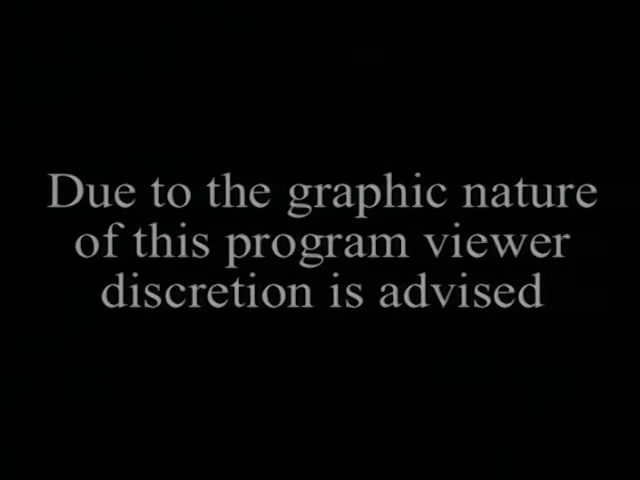 Due to the graphic nature
of this program viewer
discretion is advised